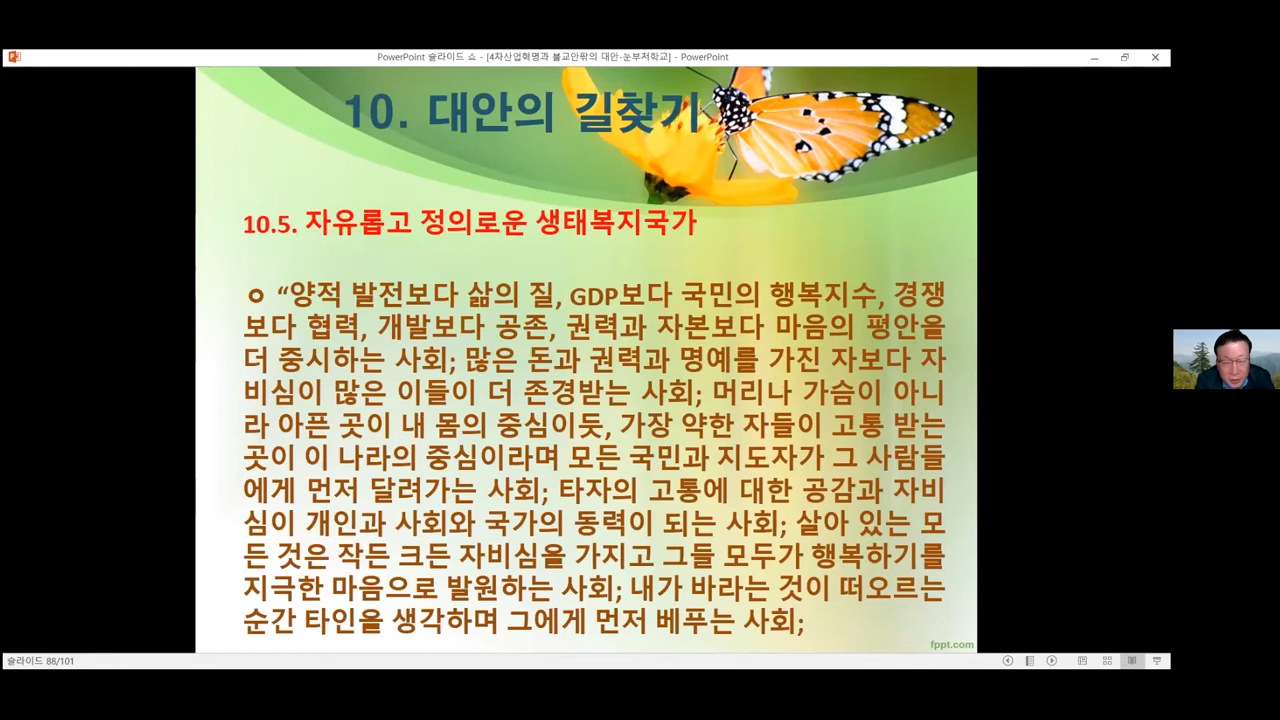 PowerPoint 슬라이드 쇼 - [4차산업혁명과 불교안팎의 대안-눈부처학교] - PowerPoint
10. 대안의 길찾기
10.5. 자유롭고 정의로운 생태복지국가
ㅇ “양적 발전보다 삶의 질, GDP보다 국민의 행복지수, 경쟁
보다 협력, 개발보다 공존, 권력과 자본보다 마음의 평안을
더 중시하는 사회; 많은 돈과 권력과 명예를 가진 자보다 자
비심이 많은 이들이 더 존경받는 사회; 머리나 가슴이 아니
라 아픈 곳이 내 몸의 중심이듯, 가장 약한 자들이 고통 받는
곳이 이 나라의 중심이라며 모든 국민과 지도자가 그 사람들
에게 먼저 달려가는 사회; 타자의 고통에 대한 공감과 자비
심이 개인과 사회와 국가의 동력이 되는 사회; 살아 있는 모
든 것은 작든 크든 자비심을 가지고 그들 모두가 행복하기를
지극한 마음으로 발원하는 사회; 내가 바라는 것이 떠오르는
순간 타인을 생각하며 그에게 먼저 베푸는 사회;
fppt.com
슬라이드 88/101